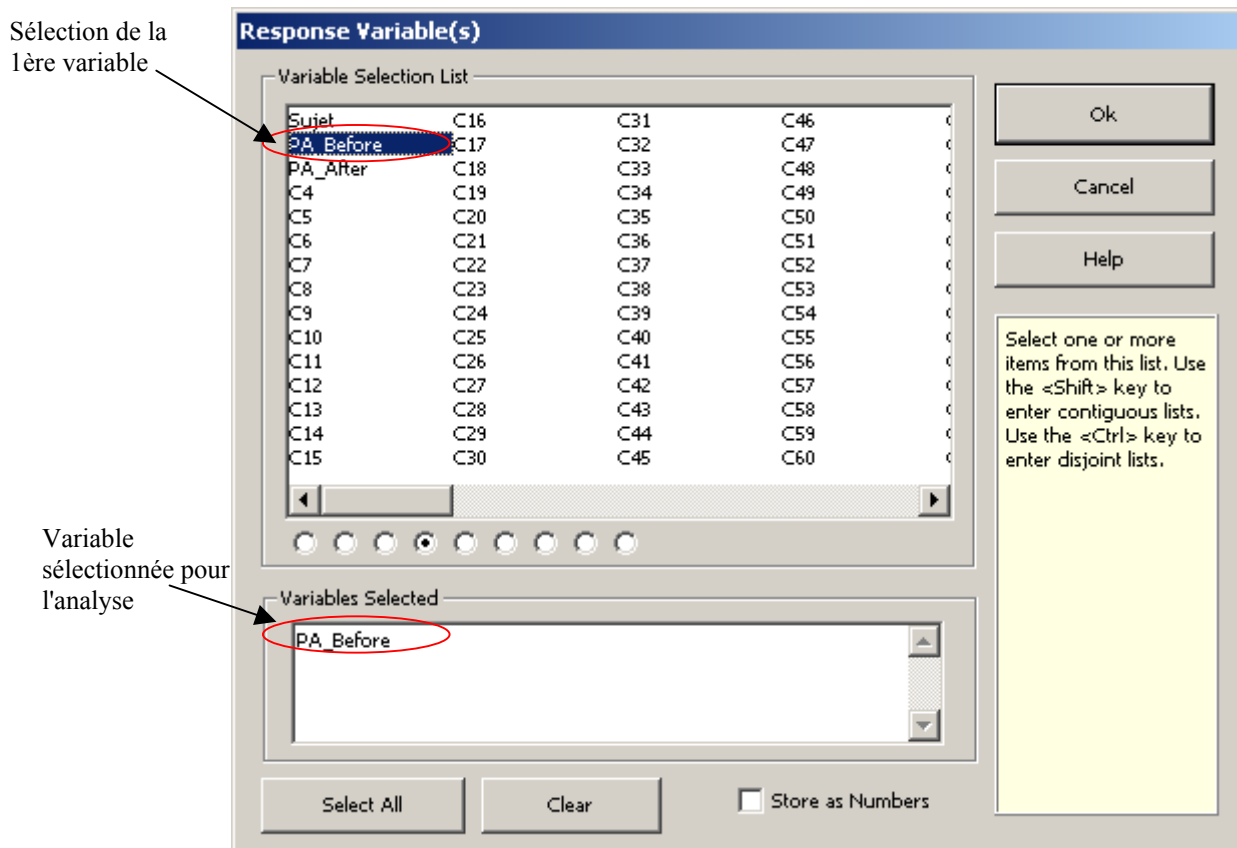 Sélection de la
1ère variable
Response Variable(s)
Variable Selection List
Sujet C16 C31 C46
PA_Before C17 C32 C47
PA_After C18 C33 C48
C4 C19 C34 C49
C5 C20 C35 C50
C6 C21 C36 C51
C7 C22 C37 C52
C8 C23 C38 C53
C9 C24 C39 C54
C10 C25 C40 C55
C11 C26 C41 C56
C12 C27 C42 C57
C13 C28 C43 C58
C14 C29 C44 C59
C15 C30 C45 C60
Ok
Cancel
Help
Select one or more
items from this list. Use
the <Shift> key to
enter contiguous lists.
Use the <Ctrl> key to
enter disjoint lists.
Variable
sélectionnée pour
l'analyse
Variables Selected
PA_Before
Select All
Clear
Store as Numbers